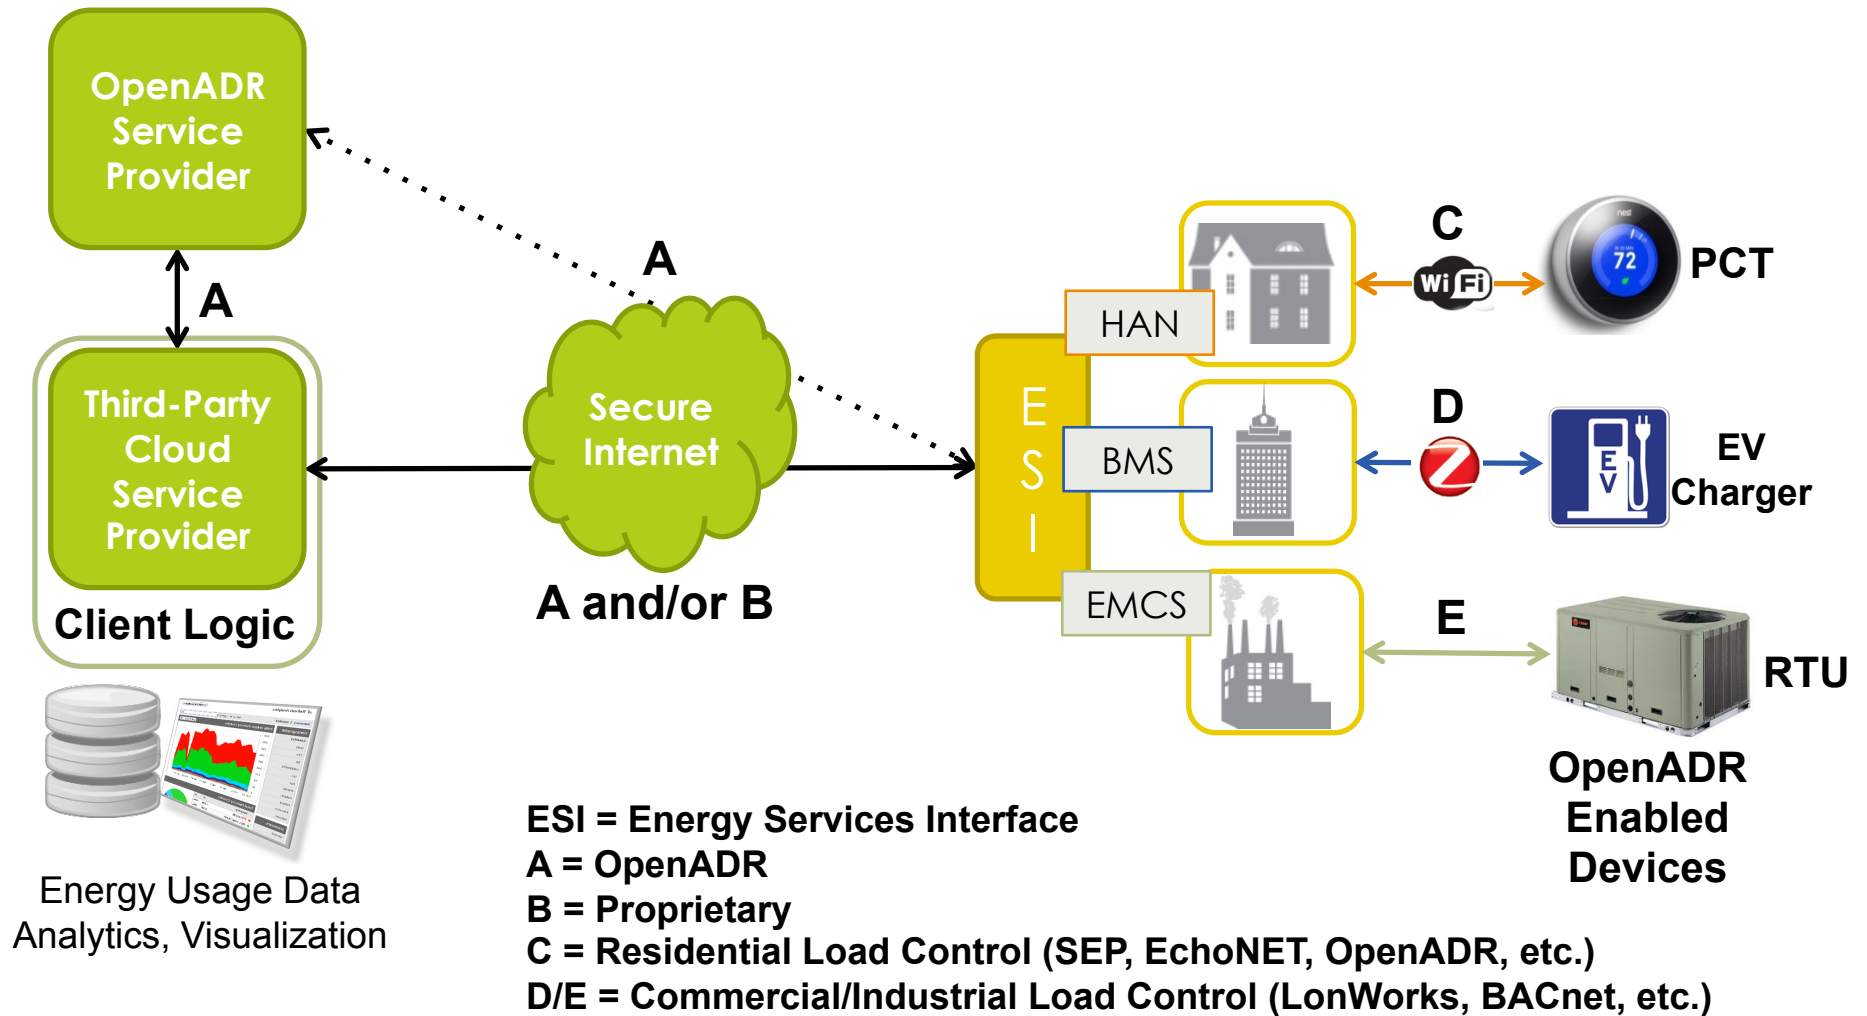 OpenADR
Service
Provider
A
A
Third-Party
Cloud
Service
Provider
Client Logic
Secure
Internet
A and/or B
E
S
I
HAN
BMS
EMCS
C
Wi Fi
nest
72
PCT
D
Z
EV
EV
Charger
E
RTU
OpenADR
Enabled
Devices
Energy Usage Data
Analytics, Visualization
ESI = Energy Services Interface
A = OpenADR
B = Proprietary
C = Residential Load Control (SEP, EchoNET, OpenADR, etc.)
D/E = Commercial/Industrial Load Control (LonWorks, BACnet, etc.)